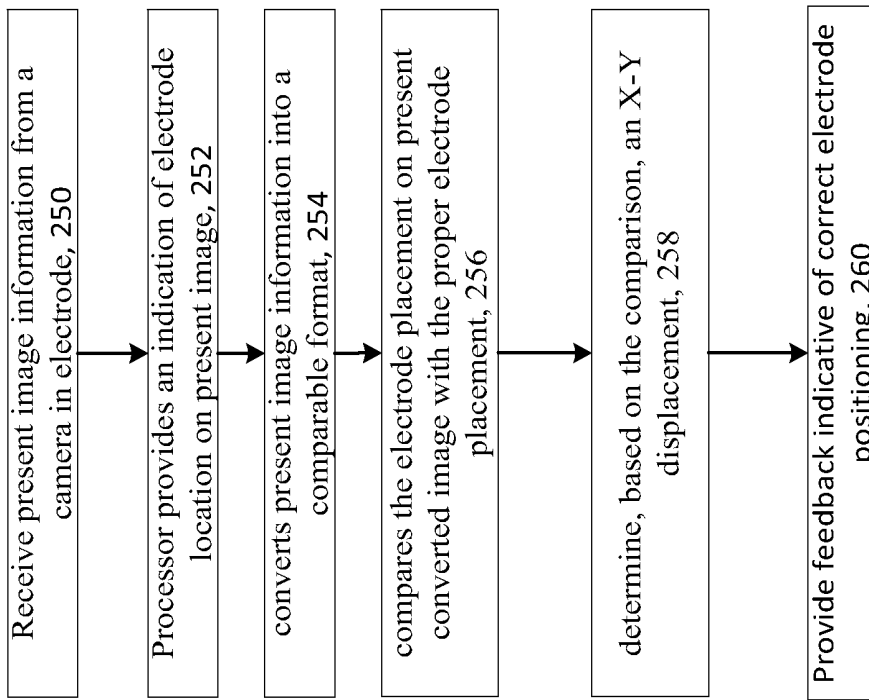 Receive present image information from a
camera in electrode, 250
Processor provides an indication of electrode
location on present image, 252
converts present image information into a
comparable format, 254
compares the electrode placement on present
converted image with the proper electrode
placement, 256
determine, based on the comparison, an X-Y
displacement, 258
Provide feedback indicative of correct electrode
positioning, 260